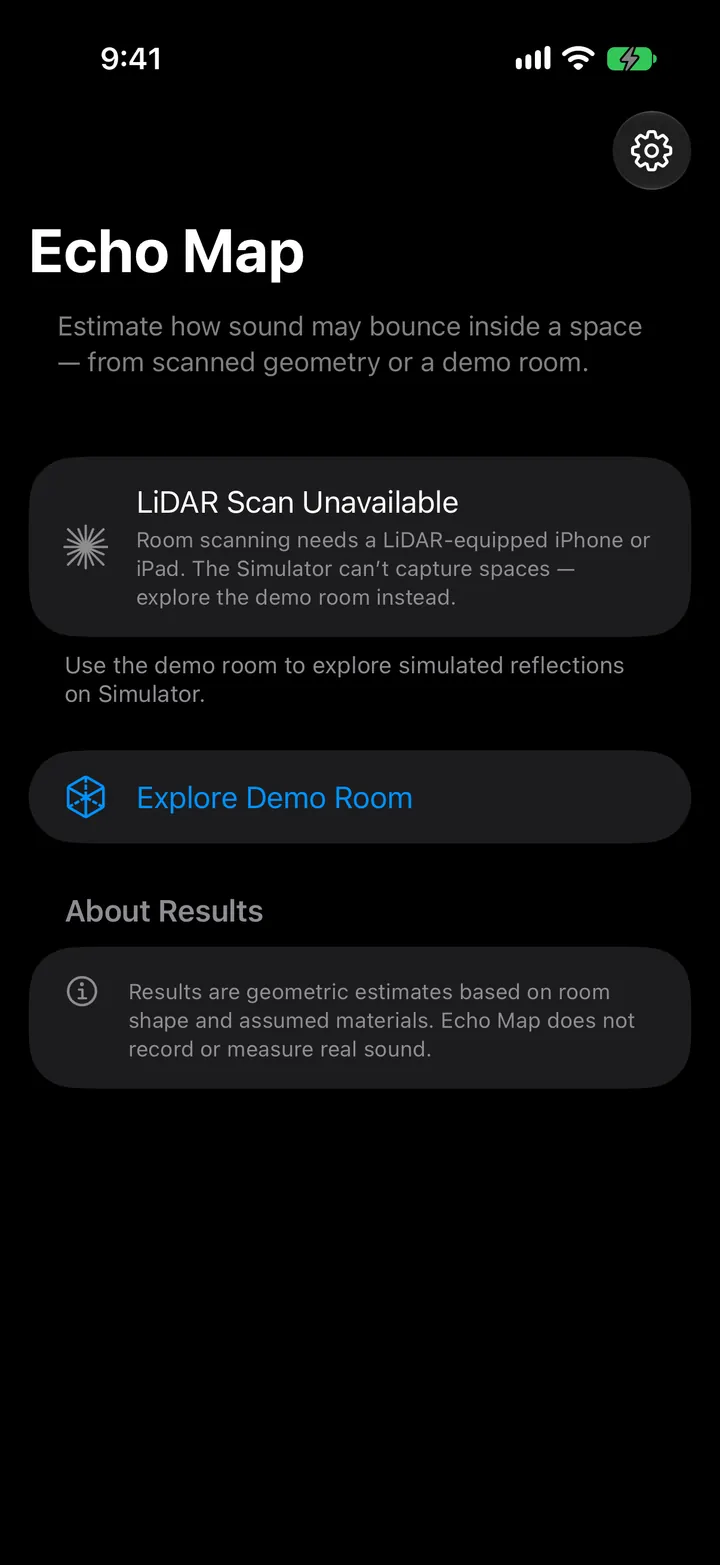 9:41
Echo Map
Estimate how sound may bounce inside a space
— from scanned geometry or a demo room.
LiDAR Scan Unavailable
Room scanning needs a LiDAR-equipped iPhone or
iPad. The Simulator can’t capture spaces —
explore the demo room instead.
Use the demo room to explore simulated reflections
on Simulator.
Explore Demo Room
About Results
Results are geometric estimates based on room
shape and assumed materials. Echo Map does not
record or measure real sound.